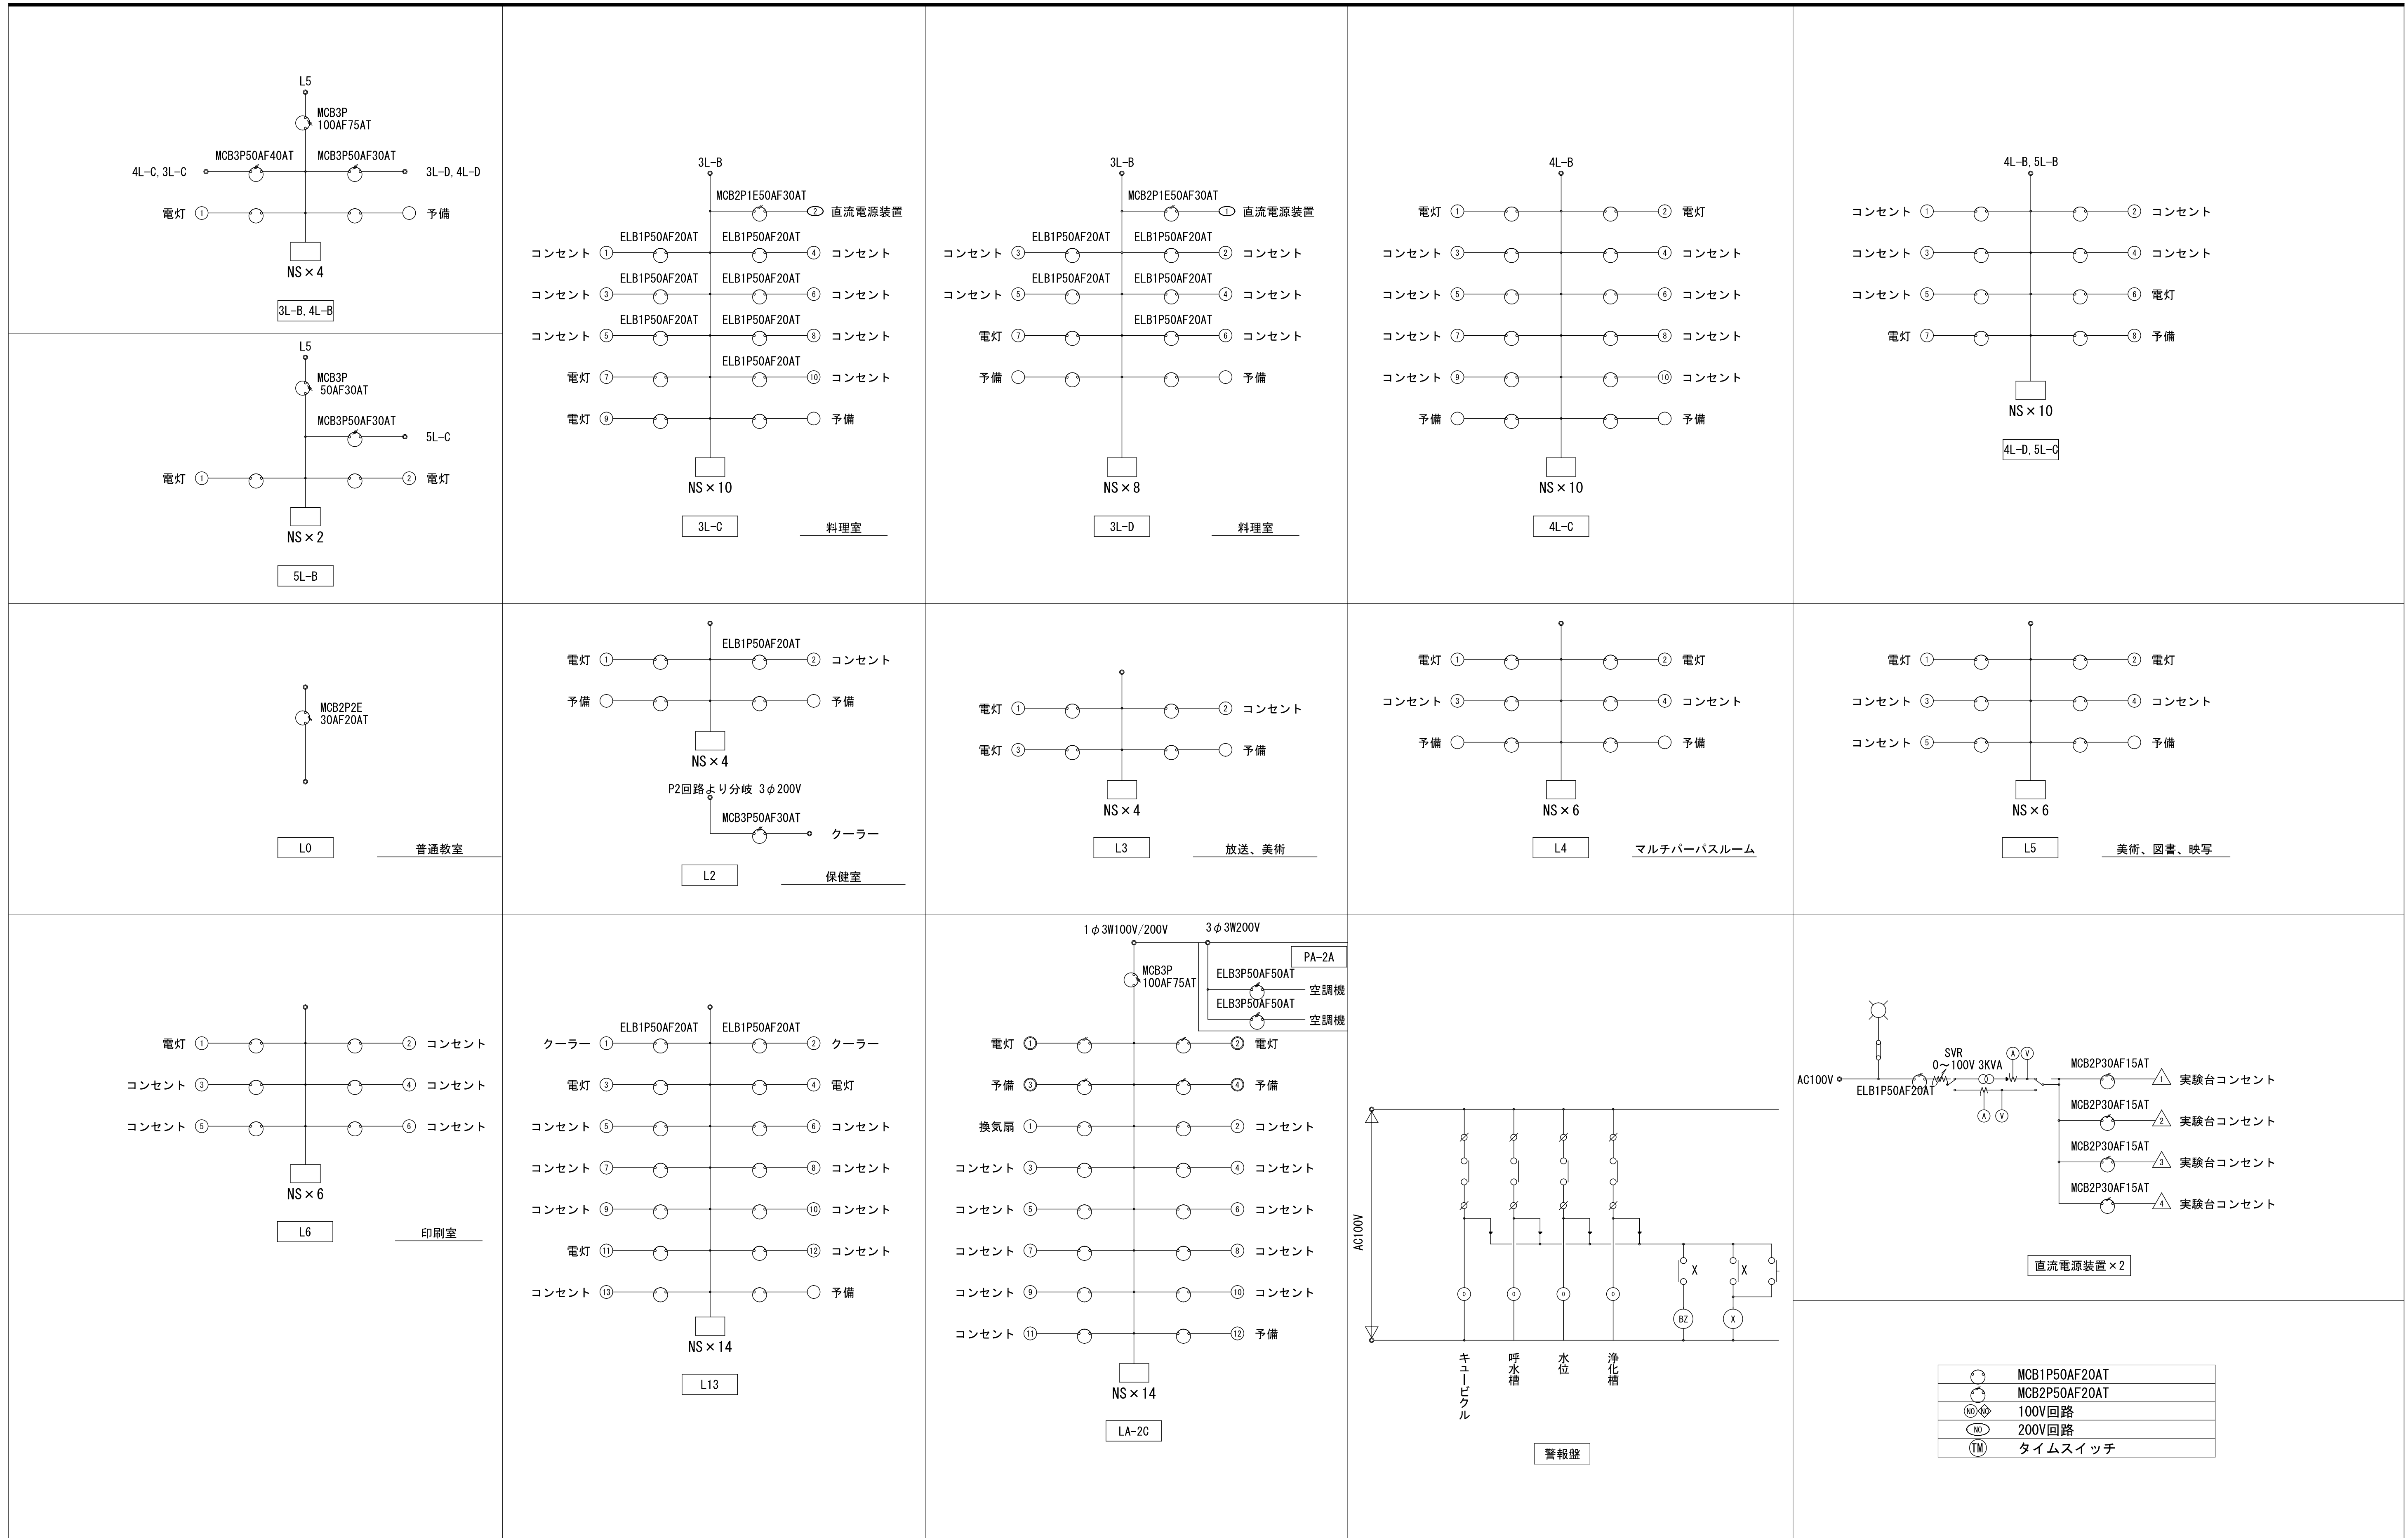 L5
MCB3P
100AF75AT
MCB3P50AF40AT MCB3P50AF30AT
4L-C, 3L-C 3L-D, 4L-D
電灯 1 予備
NS×4
3L-B, 4L-B
L5
MCB3P
50AF30AT
MCB3P50AF30AT
5L-C
電灯 1 2 電灯
NS×2
5L-B
3L-B
MCB2P1E50AF30AT
2 直流電源装置
ELB1P50AF20AT ELB1P50AF20AT
コンセント 1 4 コンセント
ELB1P50AF20AT ELB1P50AF20AT
コンセント 3 6 コンセント
ELB1P50AF20AT ELB1P50AF20AT
コンセント 5 8 コンセント
ELB1P50AF20AT
電灯 7 10 コンセント
電灯 9 予備
NS×10
3L-C 料理室
3L-B
MCB2P1E50AF30AT
1 直流電源装置
ELB1P50AF20AT ELB1P50AF20AT
コンセント 3 2 コンセント
ELB1P50AF20AT ELB1P50AF20AT
コンセント 5 4 コンセント
ELB1P50AF20AT
電灯 7 6 コンセント
予備 予備
NS×8
3L-D 料理室
4L-B
電灯 1 2 電灯
コンセント 3 4 コンセント
コンセント 5 6 コンセント
コンセント 7 8 コンセント
コンセント 9 10 コンセント
予備 予備
NS×10
4L-C
4L-B, 5L-B
コンセント 1 2 コンセント
コンセント 3 4 コンセント
コンセント 5 6 電灯
電灯 7 8 予備
NS×10
4L-D, 5L-C
MCB2P2E
30AF20AT
L0 普通教室
ELB1P50AF20AT
電灯 1 2 コンセント
予備 予備
NS×4
P2回路より分岐 3φ200V
MCB3P50AF30AT
クーラー
L2 保健室
電灯 1 2 コンセント
電灯 3 予備
NS×4
L3 放送、美術
電灯 1 2 電灯
コンセント 3 4 コンセント
予備 予備
NS×6
L4 マルチパーパスルーム
電灯 1 2 電灯
コンセント 3 4 コンセント
コンセント 5 予備
NS×6
L5 美術、図書、映写
電灯 1 2 コンセント
コンセント 3 4 コンセント
コンセント 5 6 コンセント
NS×6
L6 印刷室
ELB1P50AF20AT ELB1P50AF20AT
クーラー 1 2 クーラー
電灯 3 4 電灯
コンセント 5 6 コンセント
コンセント 7 8 コンセント
コンセント 9 10 コンセント
電灯 11 12 コンセント
コンセント 13 予備
NS×14
L13
1φ3W100V/200V 3φ3W200V
PA-2A
MCB3P
100AF75AT
ELB3P50AF50AT
空調機
ELB3P50AF50AT
空調機
電灯 1 2 電灯
予備 3 4 予備
換気扇 1 2 コンセント
コンセント 3 4 コンセント
コンセント 5 6 コンセント
コンセント 7 8 コンセント
コンセント 9 10 コンセント
コンセント 11 12 予備
NS×14
LA-2C
AC100V
X X
0 0 0 0
BZ X
キュービクル
呼水槽
水位
浄化槽
警報盤
SVR
0〜100V 3KVA
A V
AC100V
ELB1P50AF20AT
A V
MCB2P30AF15AT
1 実験台コンセント
MCB2P30AF15AT
2 実験台コンセント
MCB2P30AF15AT
3 実験台コンセント
MCB2P30AF15AT
4 実験台コンセント
直流電源装置×2
MCB1P50AF20AT
MCB2P50AF20AT
NO NO 100V回路
NO 200V回路
TM タイムスイッチ